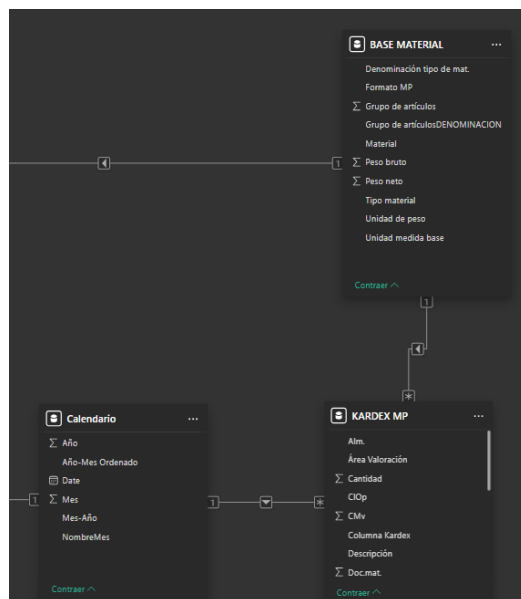 BASE MATERIAL
Denominación tipo de mat.
Formato MP
Σ Grupo de artículos
Grupo de artículosDENOMINACION
Material
1 Σ Peso bruto
Σ Peso neto
Tipo material
Unidad de peso
Unidad medida base
Contraer
1
*
Calendario
Σ Año
Año-Mes Ordenado
Date
1 Σ Mes 1
Mes-Año
NombreMes
Contraer
KARDEX MP
Alm.
Área Valoración
Σ Cantidad
* ClOp
Σ CMv
Columna Kardex
Descripción
Σ Doc.mat.
Contraer